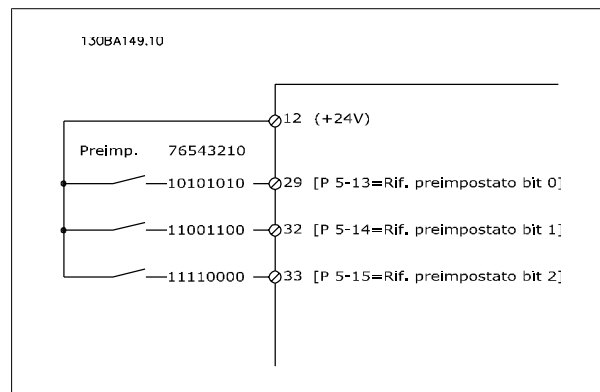 130BA149.10
12 (+24V)
Preimp. 76543210
10101010 29 [P 5-13=Rif. preimpostato bit 0]
11001100 32 [P 5-14=Rif. preimpostato bit 1]
11110000 33 [P 5-15=Rif. preimpostato bit 2]